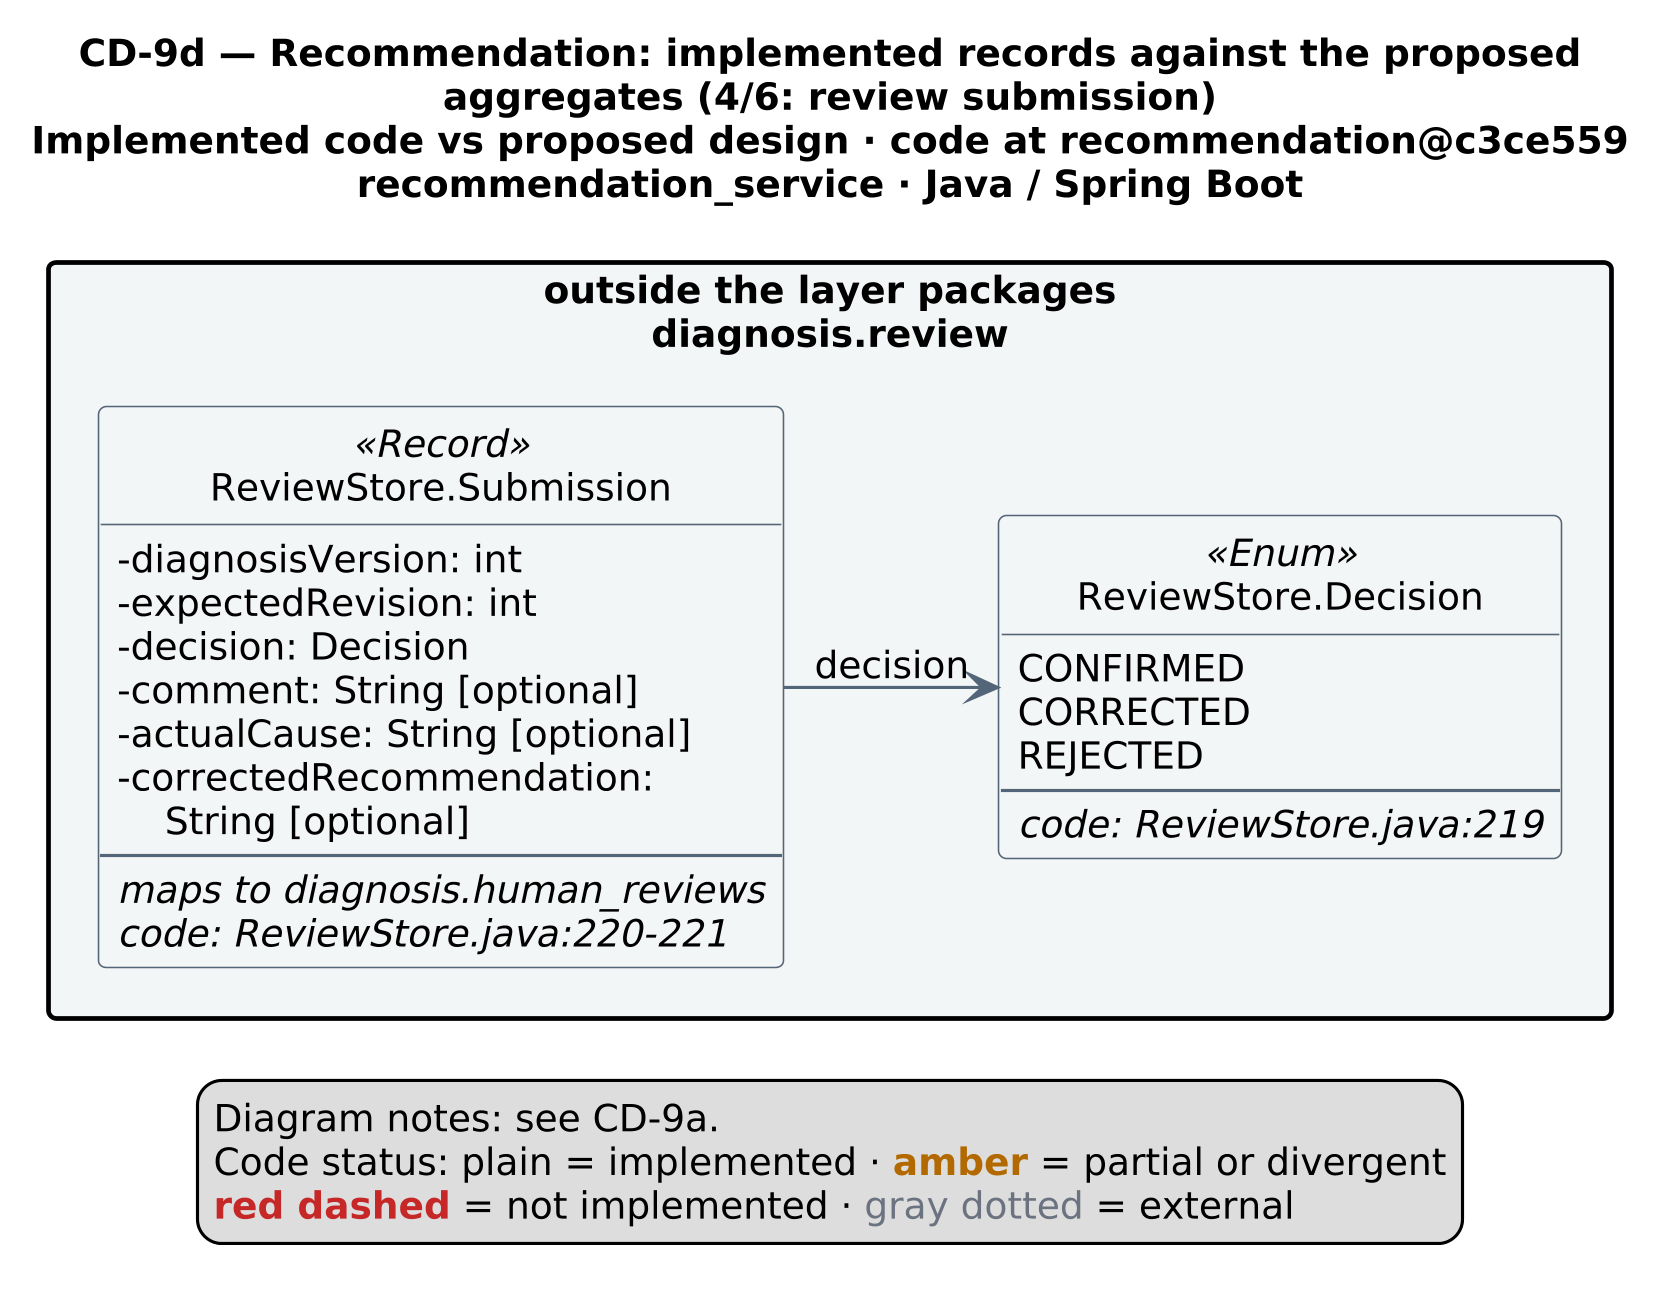 CD-9d — Recommendation: implemented records against the proposed
aggregates (4/6: review submission)
Implemented code vs proposed design · code at recommendation@c3ce559
recommendation_service · Java / Spring Boot
outside the layer packages
diagnosis.review
«Record»
ReviewStore.Submission
-diagnosisVersion: int
-expectedRevision: int
-decision: Decision
-comment: String [optional]
-actualCause: String [optional]
-correctedRecommendation:
String [optional]
maps to diagnosis.human_reviews
code: ReviewStore.java:220-221
decision
«Enum»
ReviewStore.Decision
CONFIRMED
CORRECTED
REJECTED
code: ReviewStore.java:219
Diagram notes: see CD-9a.
Code status: plain = implemented · amber = partial or divergent
red dashed = not implemented · gray dotted = external